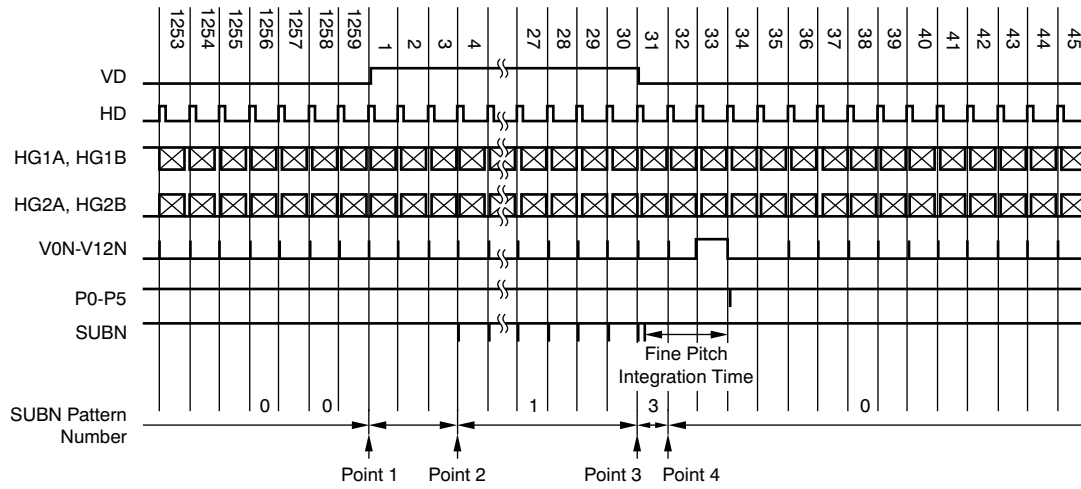 1253 1254 1255 1256 1257 1258 1259 1 2 3 4 27 28 29 30 31 32 33 34 35 36 37 38 39 40 41 42 43 44 45
VD
HD
HG1A, HG1B
HG2A, HG2B
V0N-V12N
P0-P5
SUBN
Fine Pitch
Integration Time
0 0 1 3 0
SUBN Pattern
Number
Point 1 Point 2 Point 3 Point 4